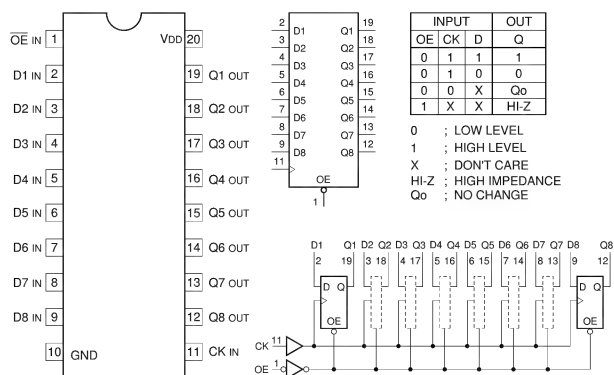 OE IN 1
VDD 20
D1 IN 2
19 Q1 OUT
D2 IN 3
18 Q2 OUT
D3 IN 4
17 Q3 OUT
D4 IN 5
16 Q4 OUT
D5 IN 6
15 Q5 OUT
D6 IN 7
14 Q6 OUT
D7 IN 8
13 Q7 OUT
D8 IN 9
12 Q8 OUT
10 GND
11 CK IN
2 D1 Q1 19
3 D2 Q2 18
4 D3 Q3 17
5 D4 Q4 16
6 D5 Q5 15
7 D6 Q6 14
8 D7 Q7 13
9 D8 Q8 12
11
OE
1
INPUT OUT
OE CK D Q
0 1 1 1
0 1 0 0
0 0 X Qo
1 X X HI-Z
0 ; LOW LEVEL
1 ; HIGH LEVEL
X ; DON'T CARE
HI-Z ; HIGH IMPEDANCE
Qo ; NO CHANGE
D1 Q1 D2 Q2 D3 Q3 D4 Q4 D5 Q5 D6 Q6 D7 Q7 D8 Q8
2 19 3 18 4 17 5 16 6 15 7 14 8 13 9 12
D Q D Q
OE OE
CK 11
OE 1